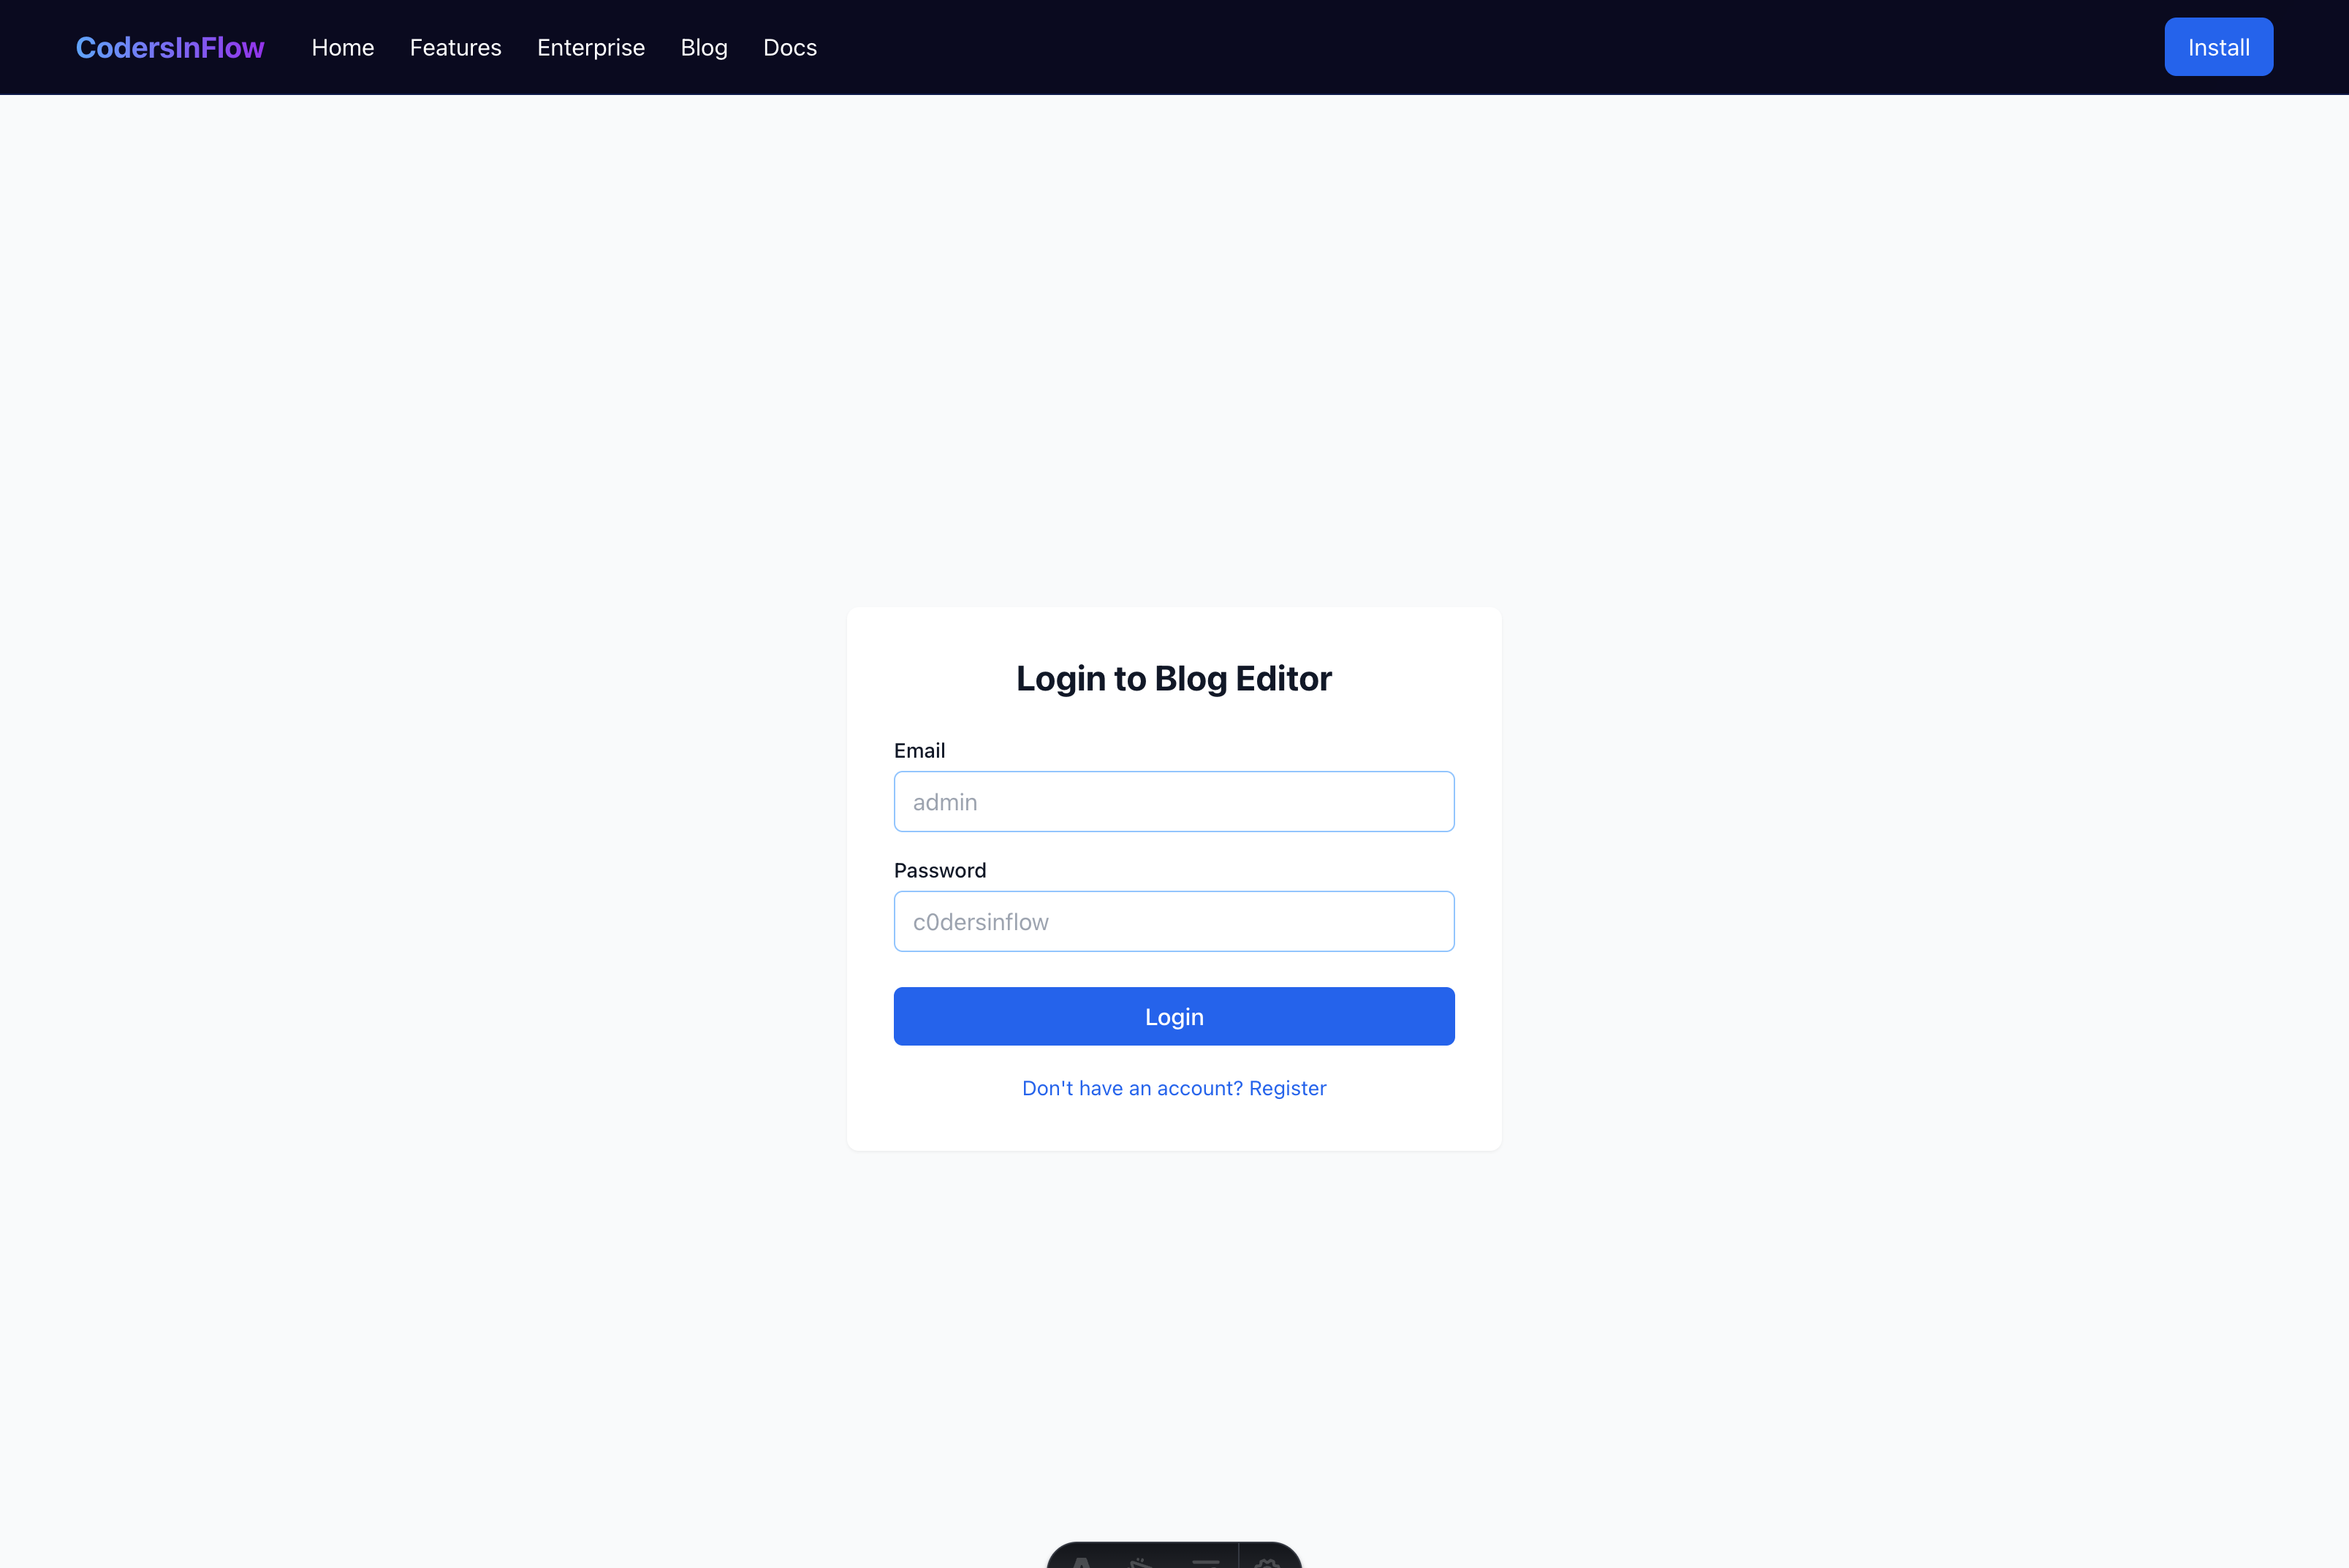 CodersInFlow Home Features Enterprise Blog Docs Install
Login to Blog Editor
Email
admin
Password
c0dersinflow
Login
Don't have an account? Register